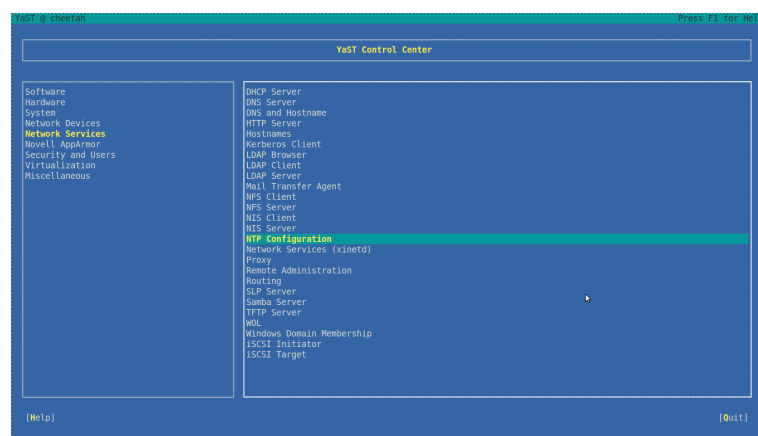 YaST @ cheetah Press F1 for Hel
YaST Control Center
Software
Hardware
System
Network Devices
Network Services
Novell AppArmor
Security and Users
Virtualization
Miscellaneous
DHCP Server
DNS Server
DNS and Hostname
HTTP Server
Hostnames
Kerberos Client
LDAP Browser
LDAP Client
LDAP Server
Mail Transfer Agent
NFS Client
NFS Server
NIS Client
NIS Server
NTP Configuration
Network Services (xinetd)
Proxy
Remote Administration
Routing
SLP Server
Samba Server
TFTP Server
WOL
Windows Domain Membership
iSCSI Initiator
iSCSI Target
[Help] [Quit]